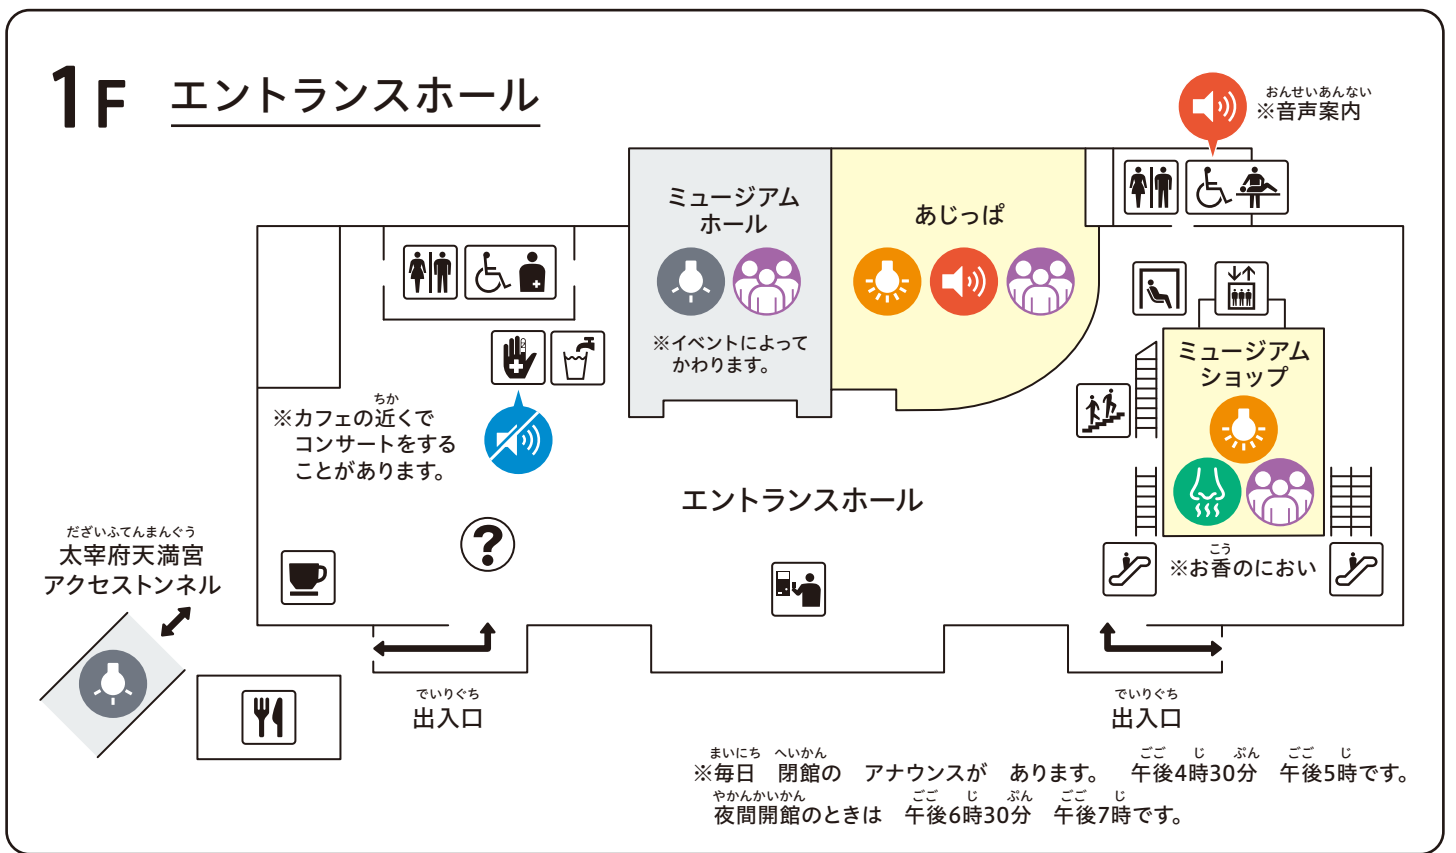 1F エントランスホール
おんせいあんない
※音声案内
ミュージアム
ホール
※イベントによって
かわります。
あじっぱ
ミュージアム
ショップ
こう
※お香のにおい
ちか
※カフェの近くで
コンサートをする
ことがあります。
?
エントランスホール
だざいふてんまんぐう
太宰府天満宮
アクセストンネル
でいりぐち
出入口
でいりぐち
出入口
まいにち へいかん ごご じ ぷん ごご じ
※毎日 閉館の アナウンスが あります。 午後4時30分 午後5時です。
やかんかいかん ごご じ ぷん ごご じ
夜間開館のときは 午後6時30分 午後7時です。